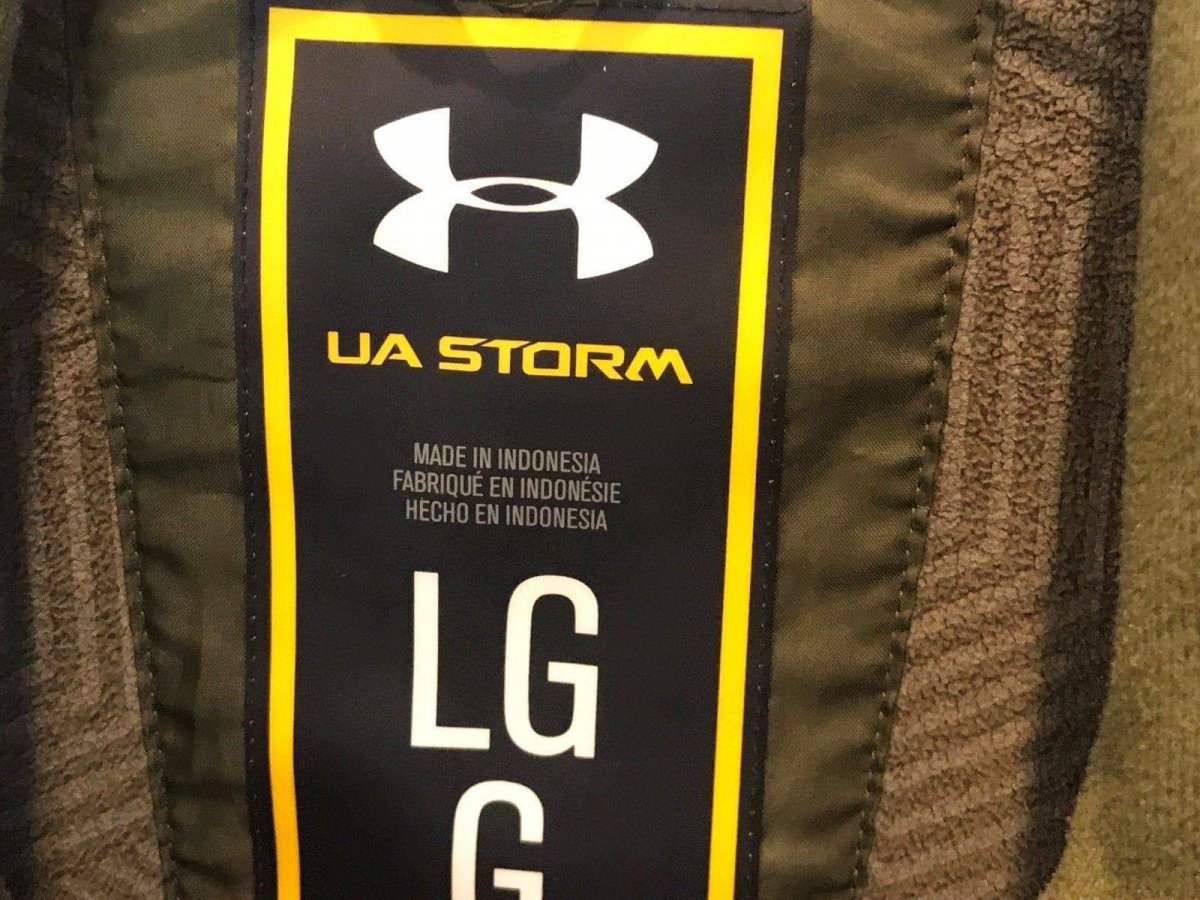 UA STORM
MADE IN INDONESIA
FABRIQUÉ EN INDONÉSIE
HECHO EN INDONESIA
LG
G